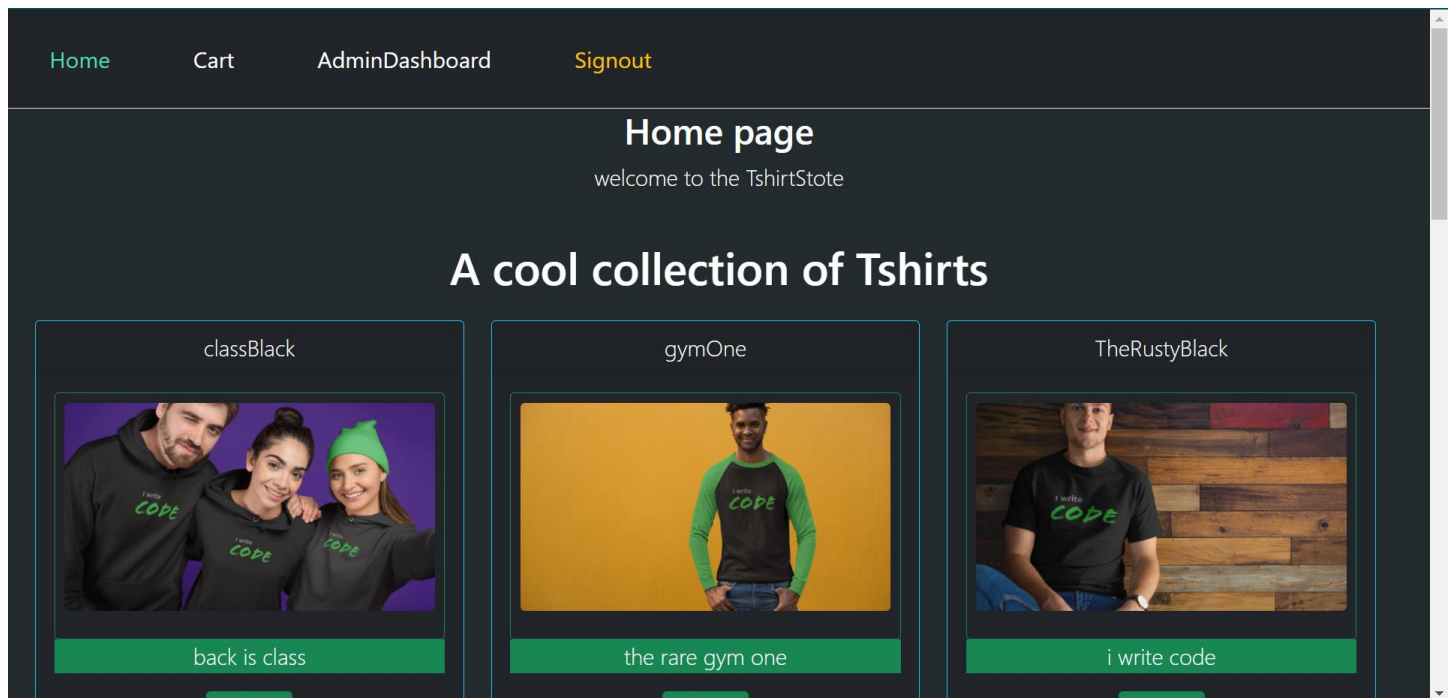 Home Cart AdminDashboard Signout
Home page
welcome to the TshirtStote
A cool collection of Tshirts
classBlack gymOne TheRustyBlack
i write
CODE
i write
CODE
i write
CODE
i write
CODE
i write
CODE
back is class the rare gym one i write code